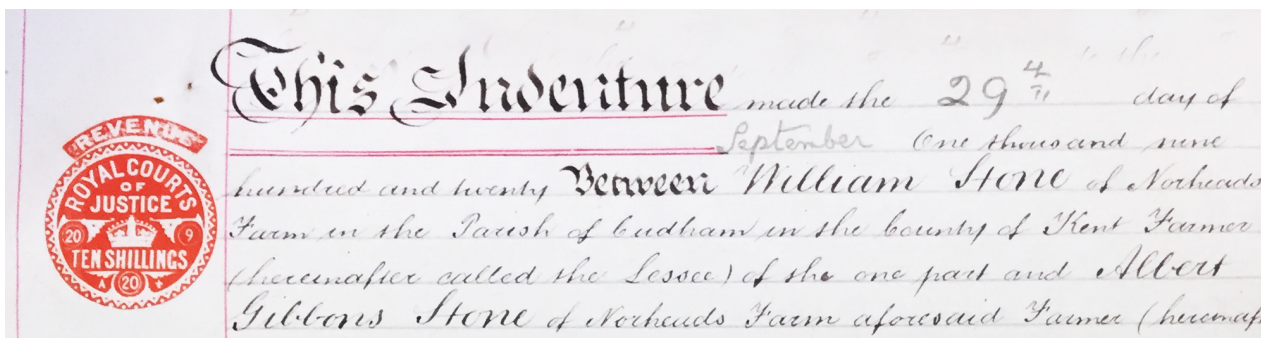 This Indenture made the 29th day of
September One thousand nine
hundred and twenty Between William Stone of Norheads
Farm in the Parish of Cudham in the County of Kent Farmer
(hereinafter called the Lessee) of the one part and Albert
Gibbons Stone of Norheads Farm aforesaid Farmer (hereinaf
REVENUE
ROYAL COURTS
OF
JUSTICE
20 9
TEN SHILLINGS
A 20